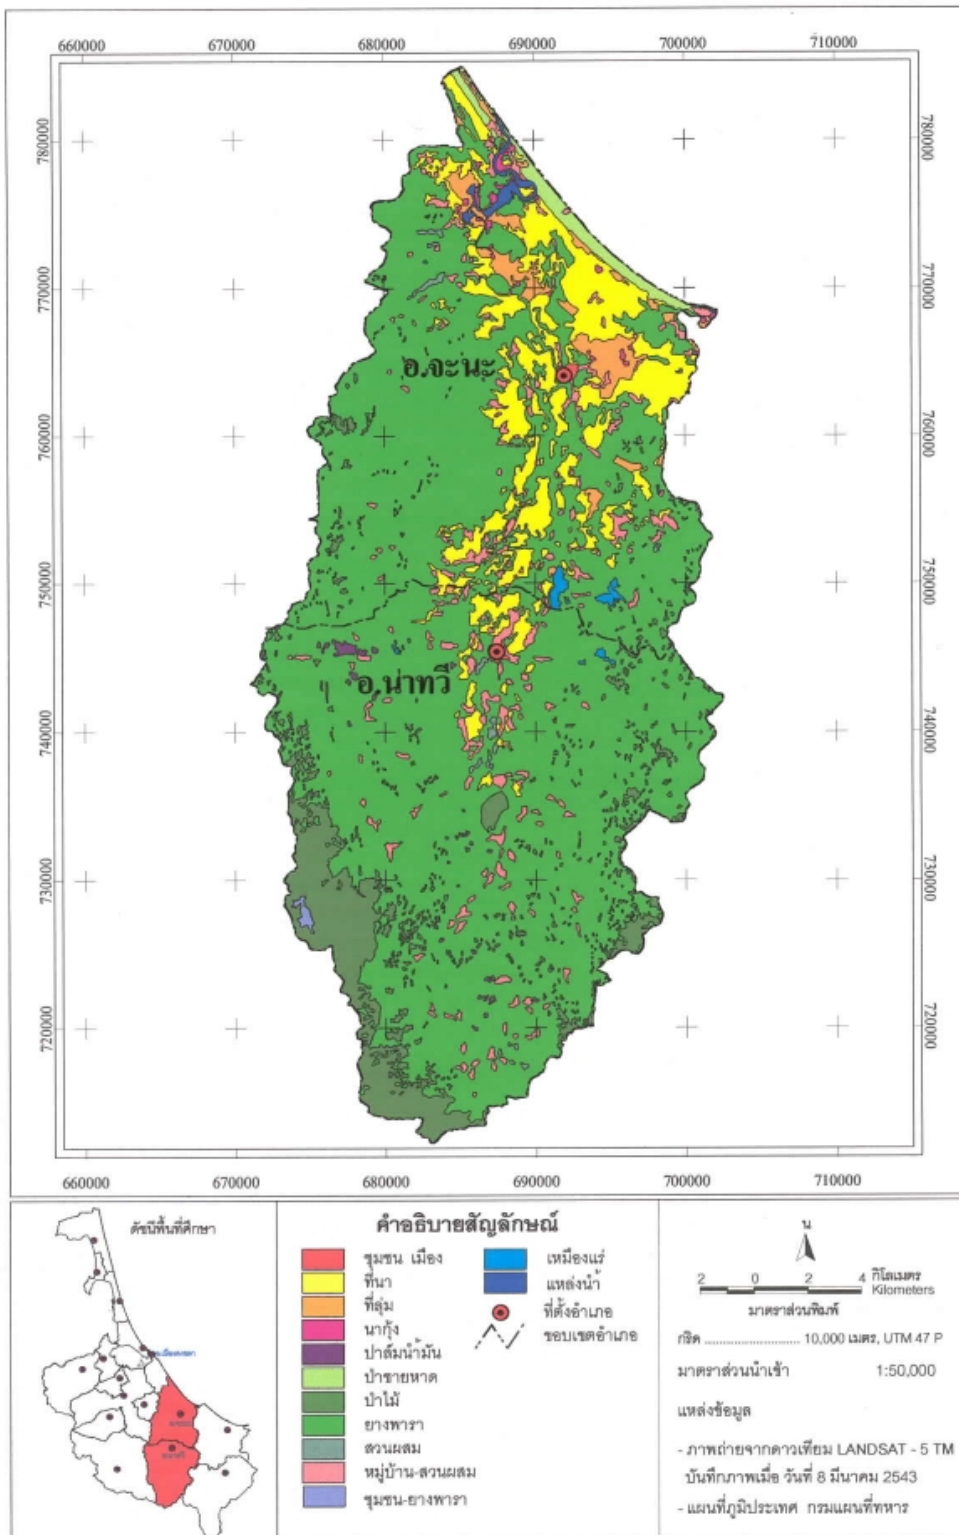 660000 670000 680000 690000 700000 710000
780000 780000
770000 770000
อ.จะนะ
760000 760000
750000 750000
อ.นาทวี
740000 740000
730000 730000
720000 720000
660000 670000 680000 690000 700000 710000
ดัชนีพื้นที่ศึกษา
คำอธิบายสัญลักษณ์
ชุมชน เมือง
ที่นา
ที่ลุ่ม
นากุ้ง
ปาล์มน้ำมัน
ป่าชายหาด
ป่าไม้
ยางพารา
สวนผสม
หมู่บ้าน-สวนผสม
ชุมชน-ยางพารา
เหมืองแร่
แหล่งน้ำ
ที่ตั้งอำเภอ
ขอบเขตอำเภอ
น
2 0 2 4 กิโลเมตร
Kilometers
มาตราส่วนพิมพ์
กริด .................... 10,000 เมตร, UTM 47 P
มาตราส่วนนำเข้า 1:50,000
แหล่งข้อมูล
- ภาพถ่ายจากดาวเทียม LANDSAT - 5 TM
บันทึกภาพเมื่อ วันที่ 8 มีนาคม 2543
- แผนที่ภูมิประเทศ กรมแผนที่ทหาร